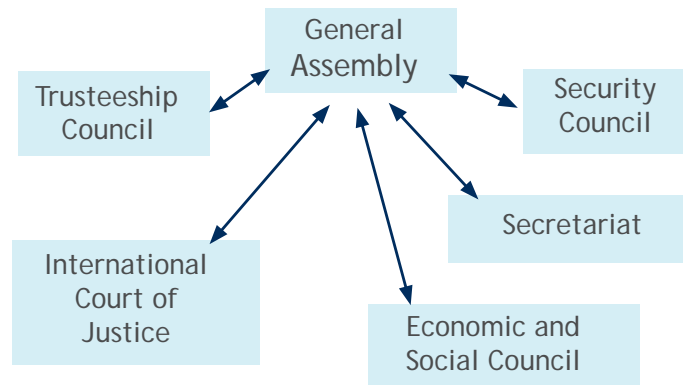 General
Assembly
Trusteeship
Council
Security
Council
Secretariat
International
Court of
Justice
Economic and
Social Council